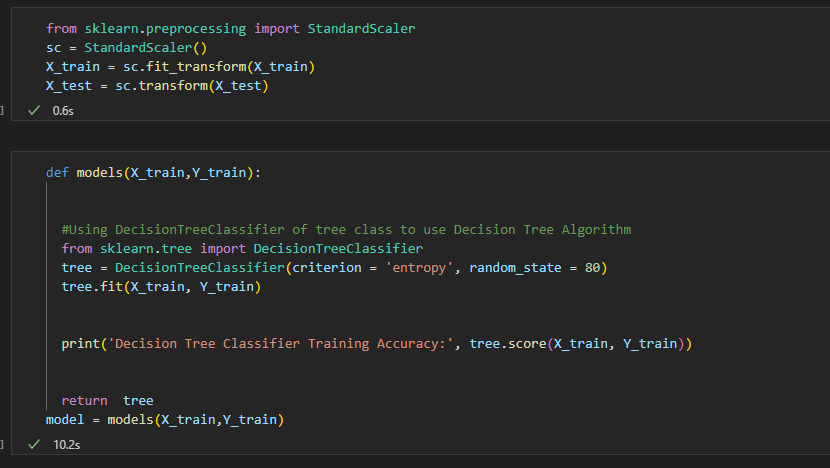 from sklearn.preprocessing import StandardScaler
sc = StandardScaler()
X_train = sc.fit_transform(X_train)
X_test = sc.transform(X_test)
] ✓ 0.6s
def models(X_train,Y_train):
#Using DecisionTreeClassifier of tree class to use Decision Tree Algorithm
from sklearn.tree import DecisionTreeClassifier
tree = DecisionTreeClassifier(criterion = 'entropy', random_state = 80)
tree.fit(X_train, Y_train)
print('Decision Tree Classifier Training Accuracy:', tree.score(X_train, Y_train))
return  tree
model = models(X_train,Y_train)
] ✓ 10.2s